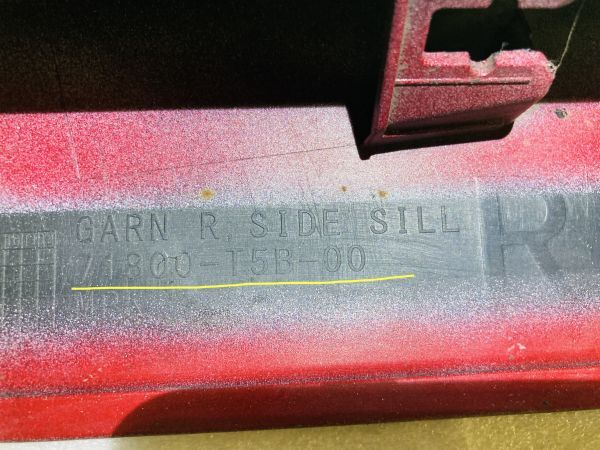 GARN R, SIDE SILL
71800-T5B-00
R